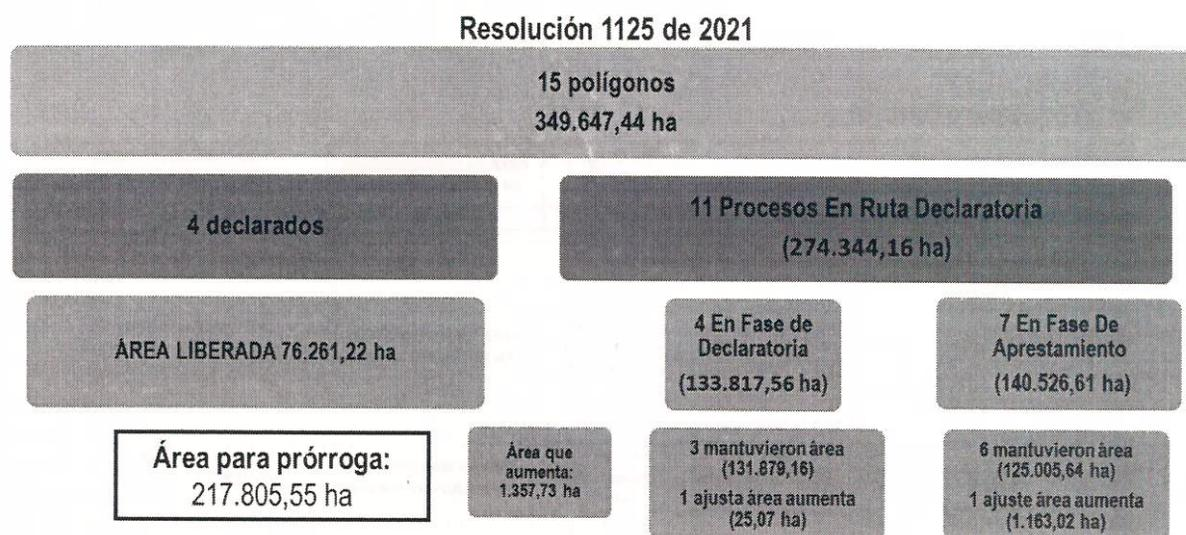 Resolución 1125 de 2021
15 polígonos
349.647,44 ha
4 declarados
11 Procesos En Ruta Declaratoria
(274.344,16 ha)
ÁREA LIBERADA 76.261,22 ha
4 En Fase de
Declaratoria
(133.817,56 ha)
7 En Fase De
Aprestamiento
(140.526,61 ha)
Área para prórroga:
217.805,55 ha
Área que
aumenta:
1.357,73 ha
3 mantuvieron área
(131.879,16)
1 ajusta área aumenta
(25,07 ha)
6 mantuvieron área
(125.005,64 ha)
1 ajuste área aumenta
(1.163,02 ha)